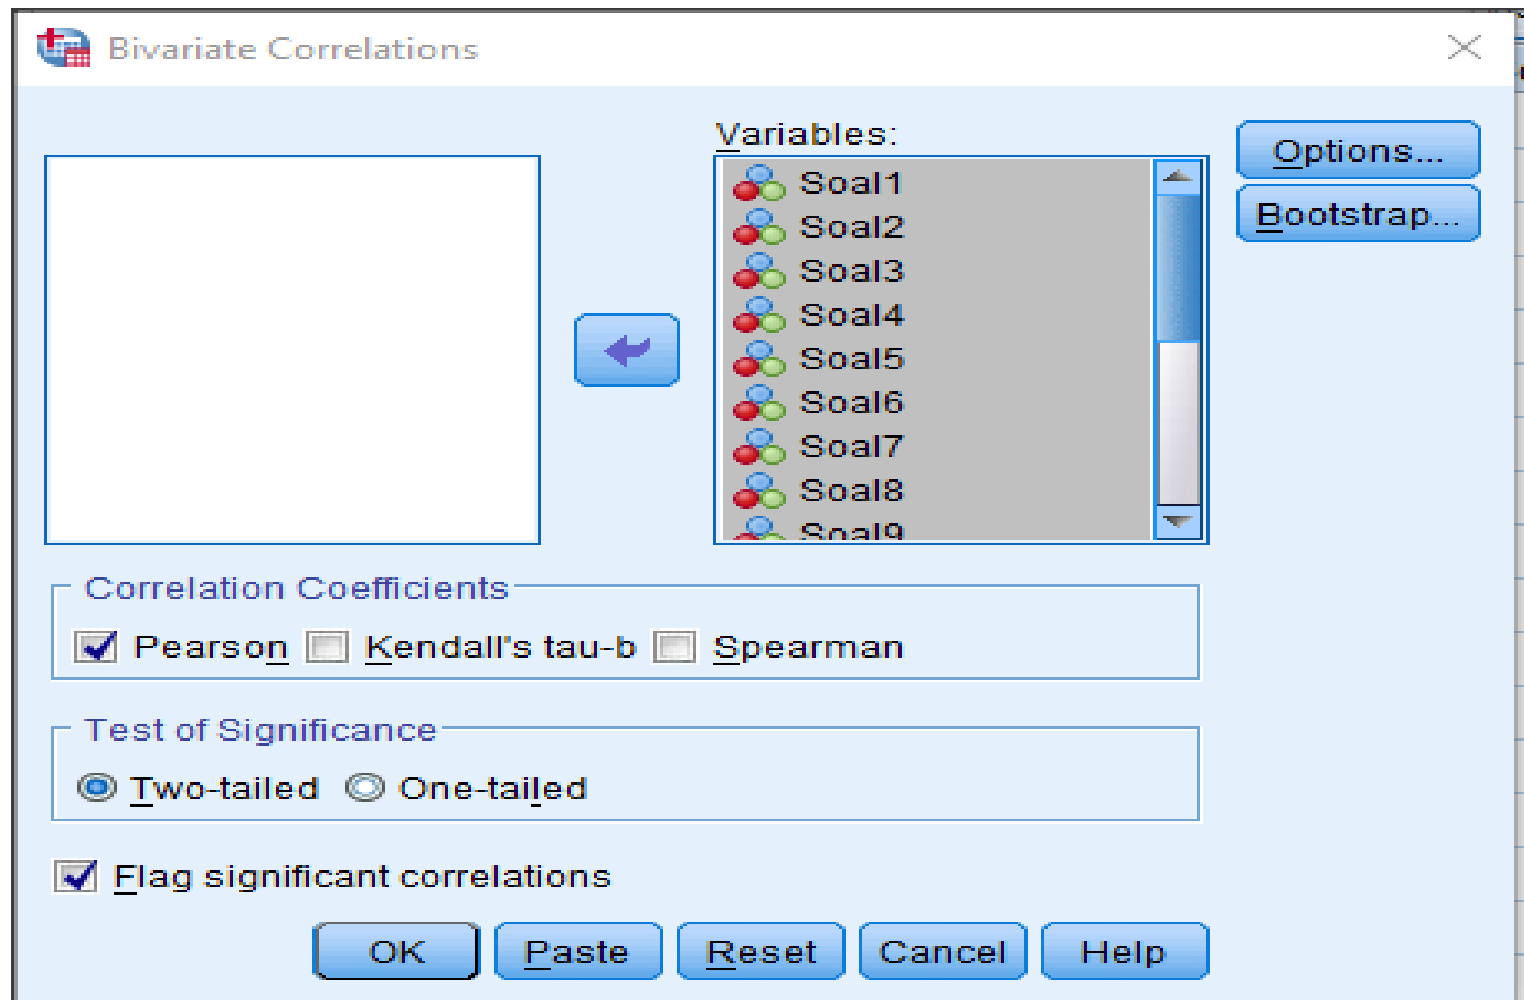 Bivariate Correlations
Variables:
Soal1
Soal2
Soal3
Soal4
Soal5
Soal6
Soal7
Soal8
Soal9
Options...
Bootstrap...
Correlation Coefficients
Pearson Kendall's tau-b Spearman
Test of Significance
Two-tailed One-tailed
Flag significant correlations
OK Paste Reset Cancel Help